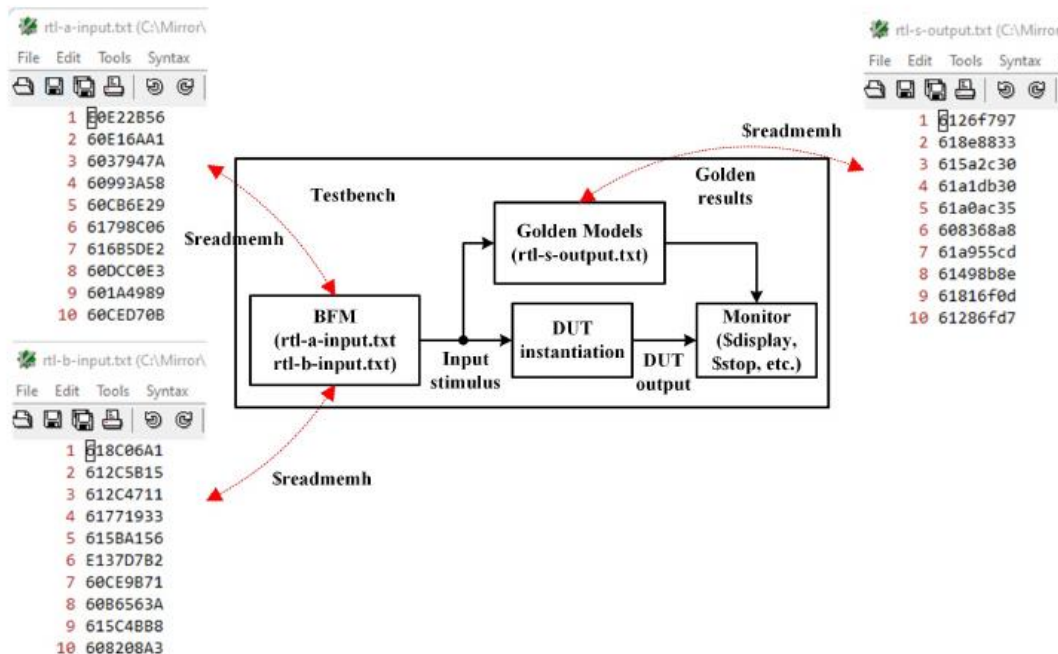 rtl-a-input.txt (C:\Mirror\
File Edit Tools Syntax
1 E0E22B56
2 60E16AA1
3 6037947A
4 60993A58
5 60CB6E29
6 61798C06
7 616B5DE2
8 60DCC0E3
9 601A4989
10 60CED70B
rtl-b-input.txt (C:\Mirror\
File Edit Tools Syntax
1 618C06A1
2 612C5B15
3 612C4711
4 61771933
5 615BA156
6 E137D7B2
7 60CE9B71
8 60B6563A
9 615C4BB8
10 608208A3
$readmemh
$readmemh
Testbench
BFM
(rtl-a-input.txt
rtl-b-input.txt)
Input
stimulus
Golden Models
(rtl-s-output.txt)
DUT
instantiation
DUT
output
Golden
results
Monitor
($display,
$stop, etc.)
$readmemh
rtl-s-output.txt (C:\Mirror
File Edit Tools Syntax
1 6126f797
2 618e8833
3 615a2c30
4 61a1db30
5 61a0ac35
6 608368a8
7 61a955cd
8 61498b8e
9 61816f0d
10 61286fd7